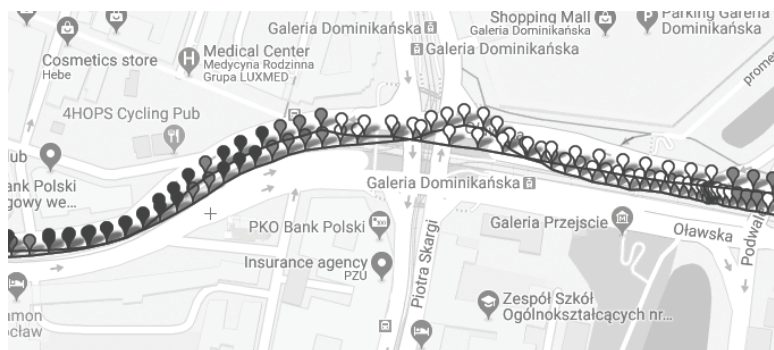 Galeria Dominikańska
Shopping Mall
Galeria Dominikańska
Parking Galeria
Dominikańska
Galeria Dominikańska
Cosmetics store
Hebe
Medical Center
Medycyna Rodzinna
Grupa LUXMED
4HOPS Cycling Pub
ub
ank Polski
gowy we...
Galeria Dominikańska
PKO Bank Polski
Insurance agency
PZU
Piotra Skargi
Galeria Przejscie
Oławska
Podwal
Zespół Szkół
Ogólnokształcących nr...
amon
ocław